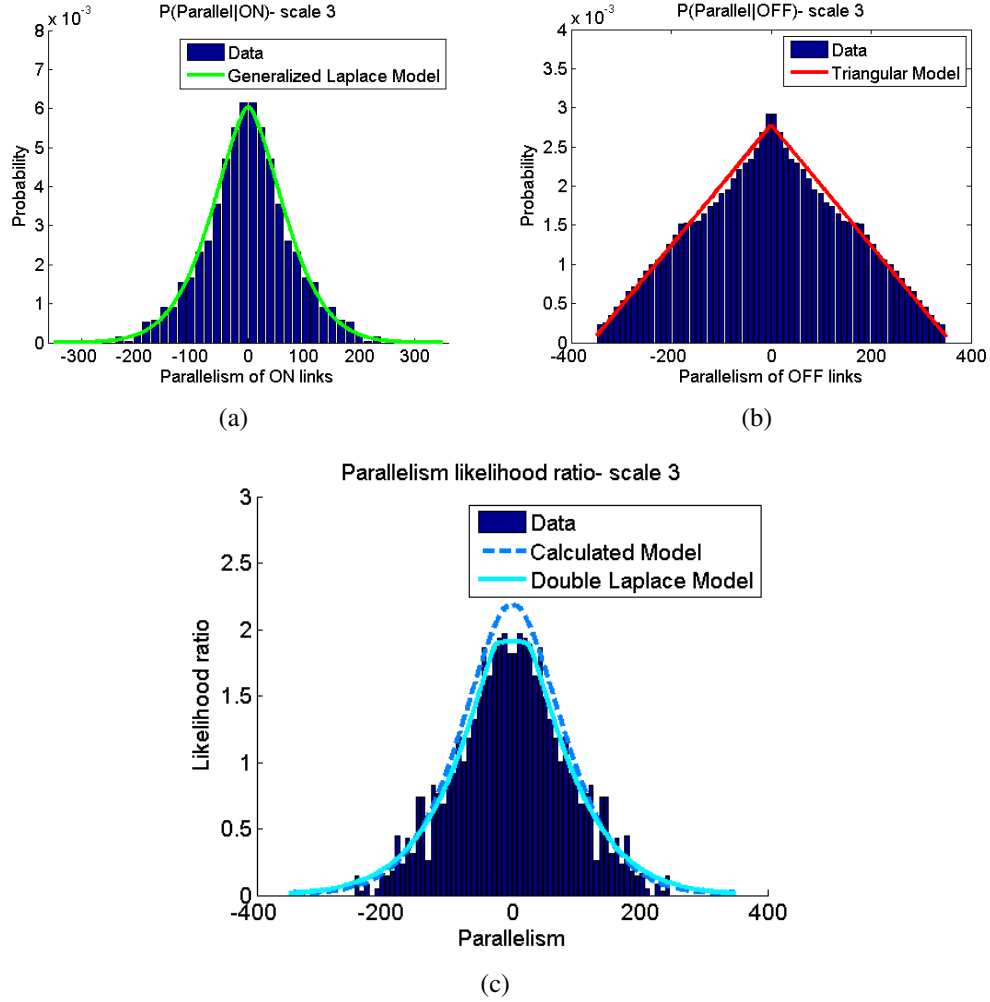 P(Parallel|ON)- scale 3
x 10^-3
8
7
6
5
4
3
2
1
0
Probability
Data
Generalized Laplace Model
-300 -200 -100 0 100 200 300
Parallelism of ON links
(a)
P(Parallel|OFF)- scale 3
x 10^-3
4
3.5
3
2.5
2
1.5
1
0.5
0
Probability
Data
Triangular Model
-400 -200 0 200 400
Parallelism of OFF links
(b)
Parallelism likelihood ratio- scale 3
3
2.5
2
1.5
1
0.5
0
Likelihood ratio
Data
Calculated Model
Double Laplace Model
-400 -200 0 200 400
Parallelism
(c)